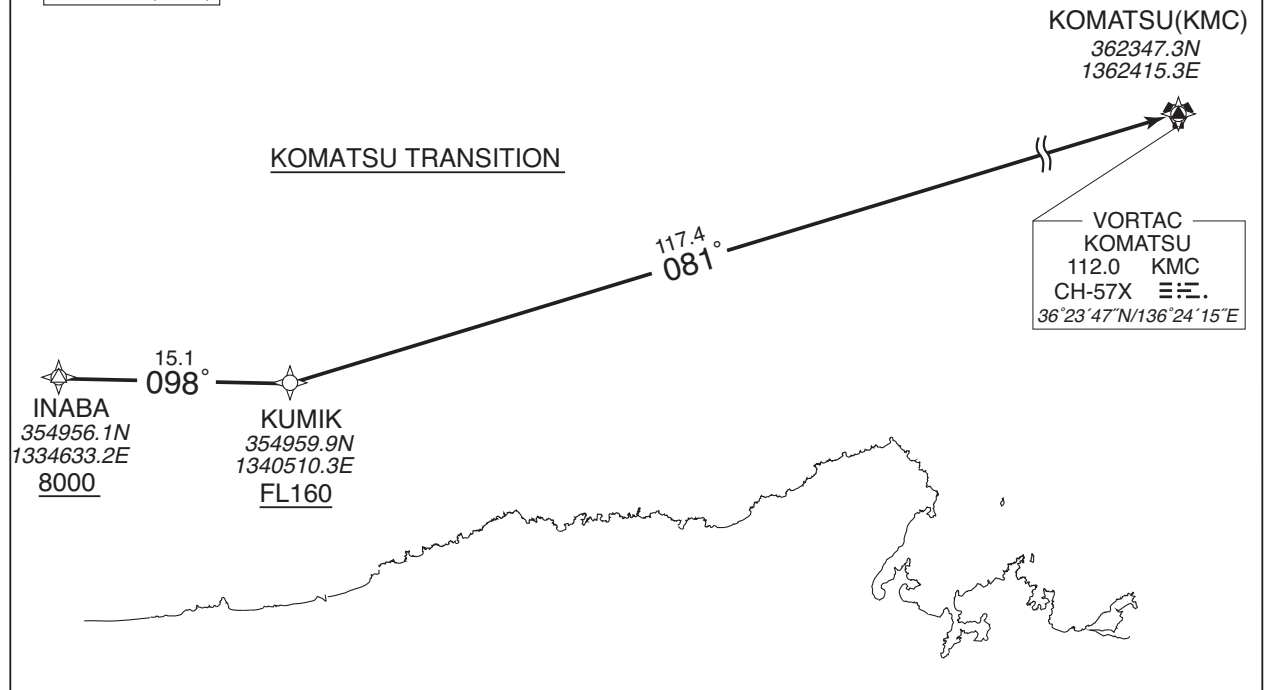 KOMATSU(KMC)
362347.3N
1362415.3E
KOMATSU TRANSITION
117.4
081°
VORTAC
KOMATSU
112.0 KMC
CH-57X
36°23´47˝N/136°24´15˝E
15.1
098°
INABA
354956.1N
1334633.2E
8000
KUMIK
354959.9N
1340510.3E
FL160